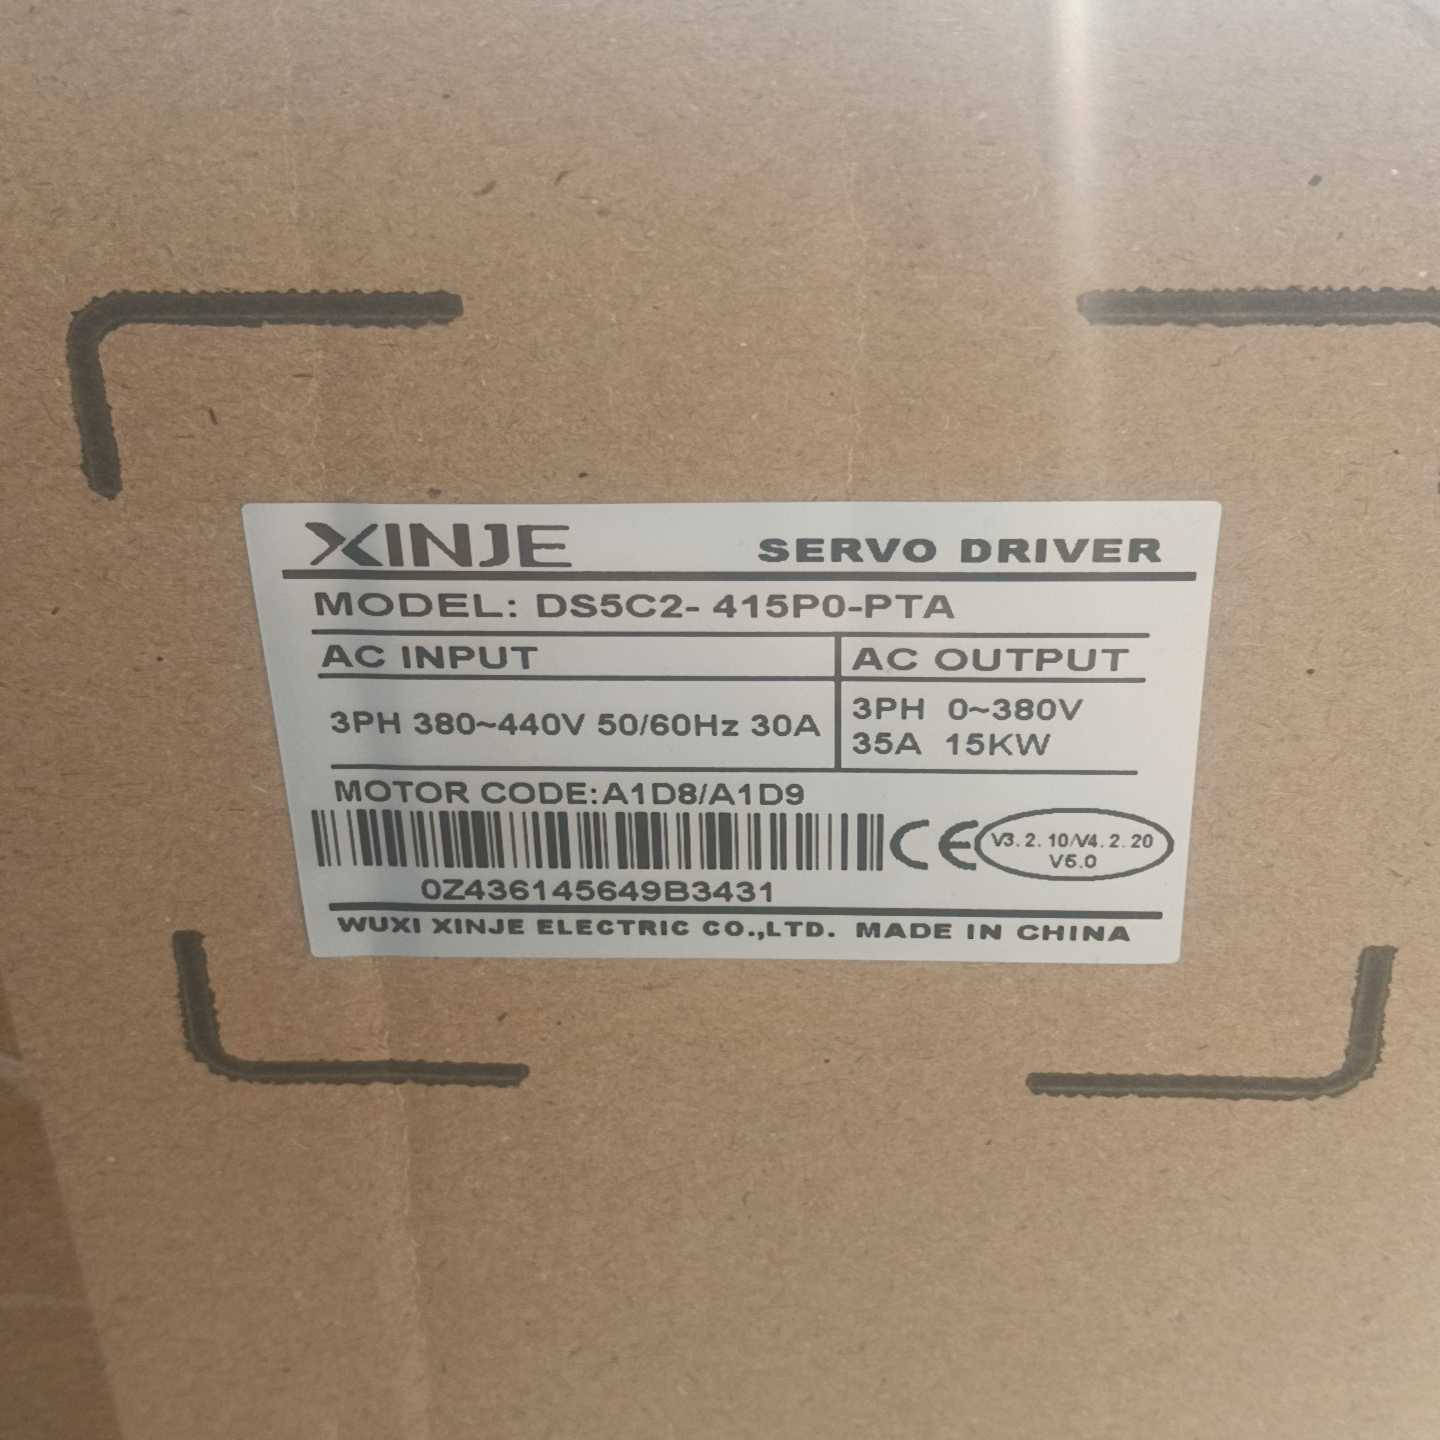 XINJE SERVO DRIVER
MODEL: DS5C2- 415P0-PTA
AC INPUT
AC OUTPUT
3PH 380~440V 50/60Hz 30A
3PH 0~380V
35A 15KW
MOTOR CODE:A1D8/A1D9
CE
V3.2.10/V4.2.20
V6.0
0Z436145649B3431
WUXI XINJE ELECTRIC CO.,LTD. MADE IN CHINA